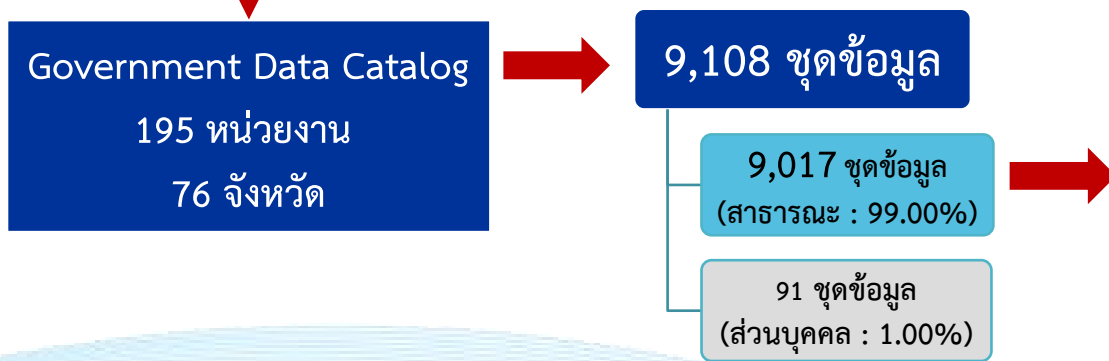 Government Data Catalog
195 หน่วยงาน
76 จังหวัด
9,108 ชุดข้อมูล
9,017 ชุดข้อมูล
(สาธารณะ : 99.00%)
91 ชุดข้อมูล
(ส่วนบุคคล : 1.00%)